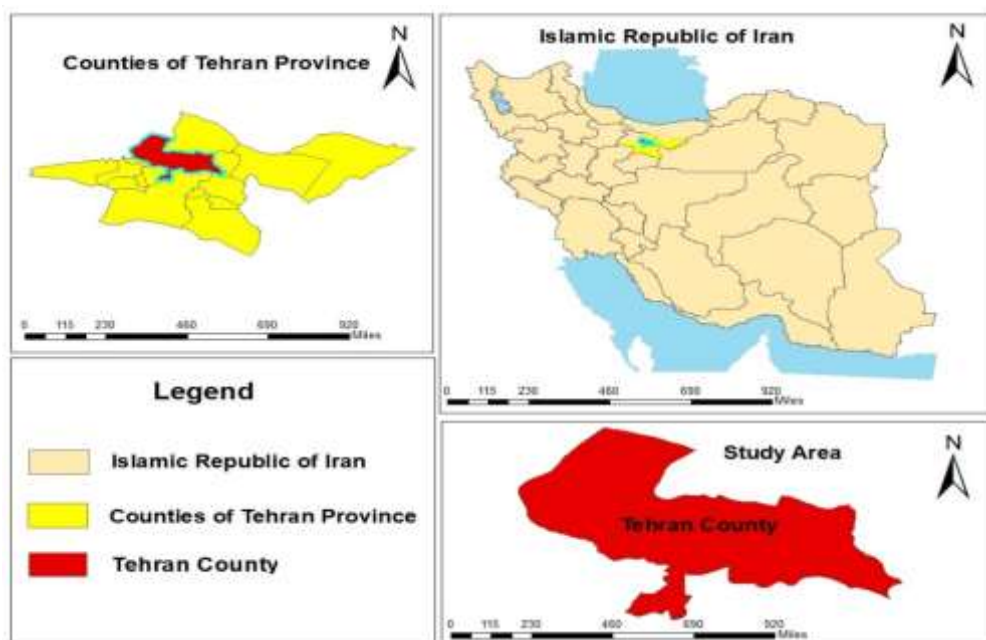 Counties of Tehran Province
N
0 115 230 460 690 920
Miles
Islamic Republic of Iran
N
0 115 230 460 690 920
Miles
Legend
Islamic Republic of Iran
Counties of Tehran Province
Tehran County
Study Area
N
Tehran County
0 115 230 460 690 920
Miles